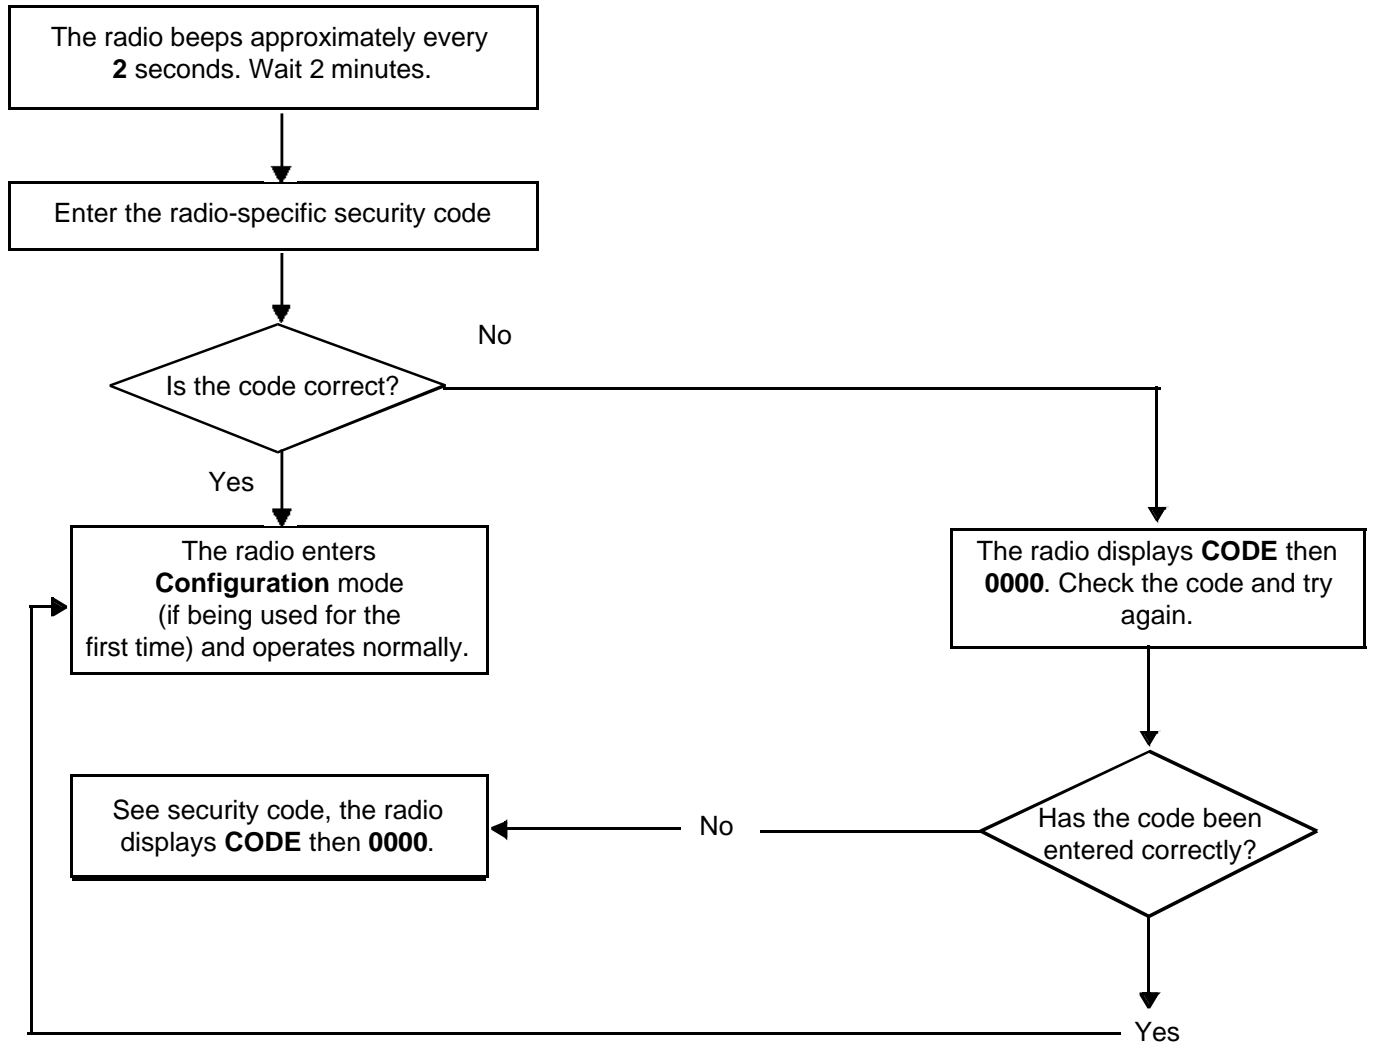 The radio beeps approximately every
2 seconds. Wait 2 minutes.
Enter the radio-specific security code
No
Is the code correct?
Yes
The radio enters
Configuration mode
(if being used for the
first time) and operates normally.
The radio displays CODE then
0000. Check the code and try
again.
See security code, the radio
displays CODE then 0000.
No
Has the code been
entered correctly?
Yes